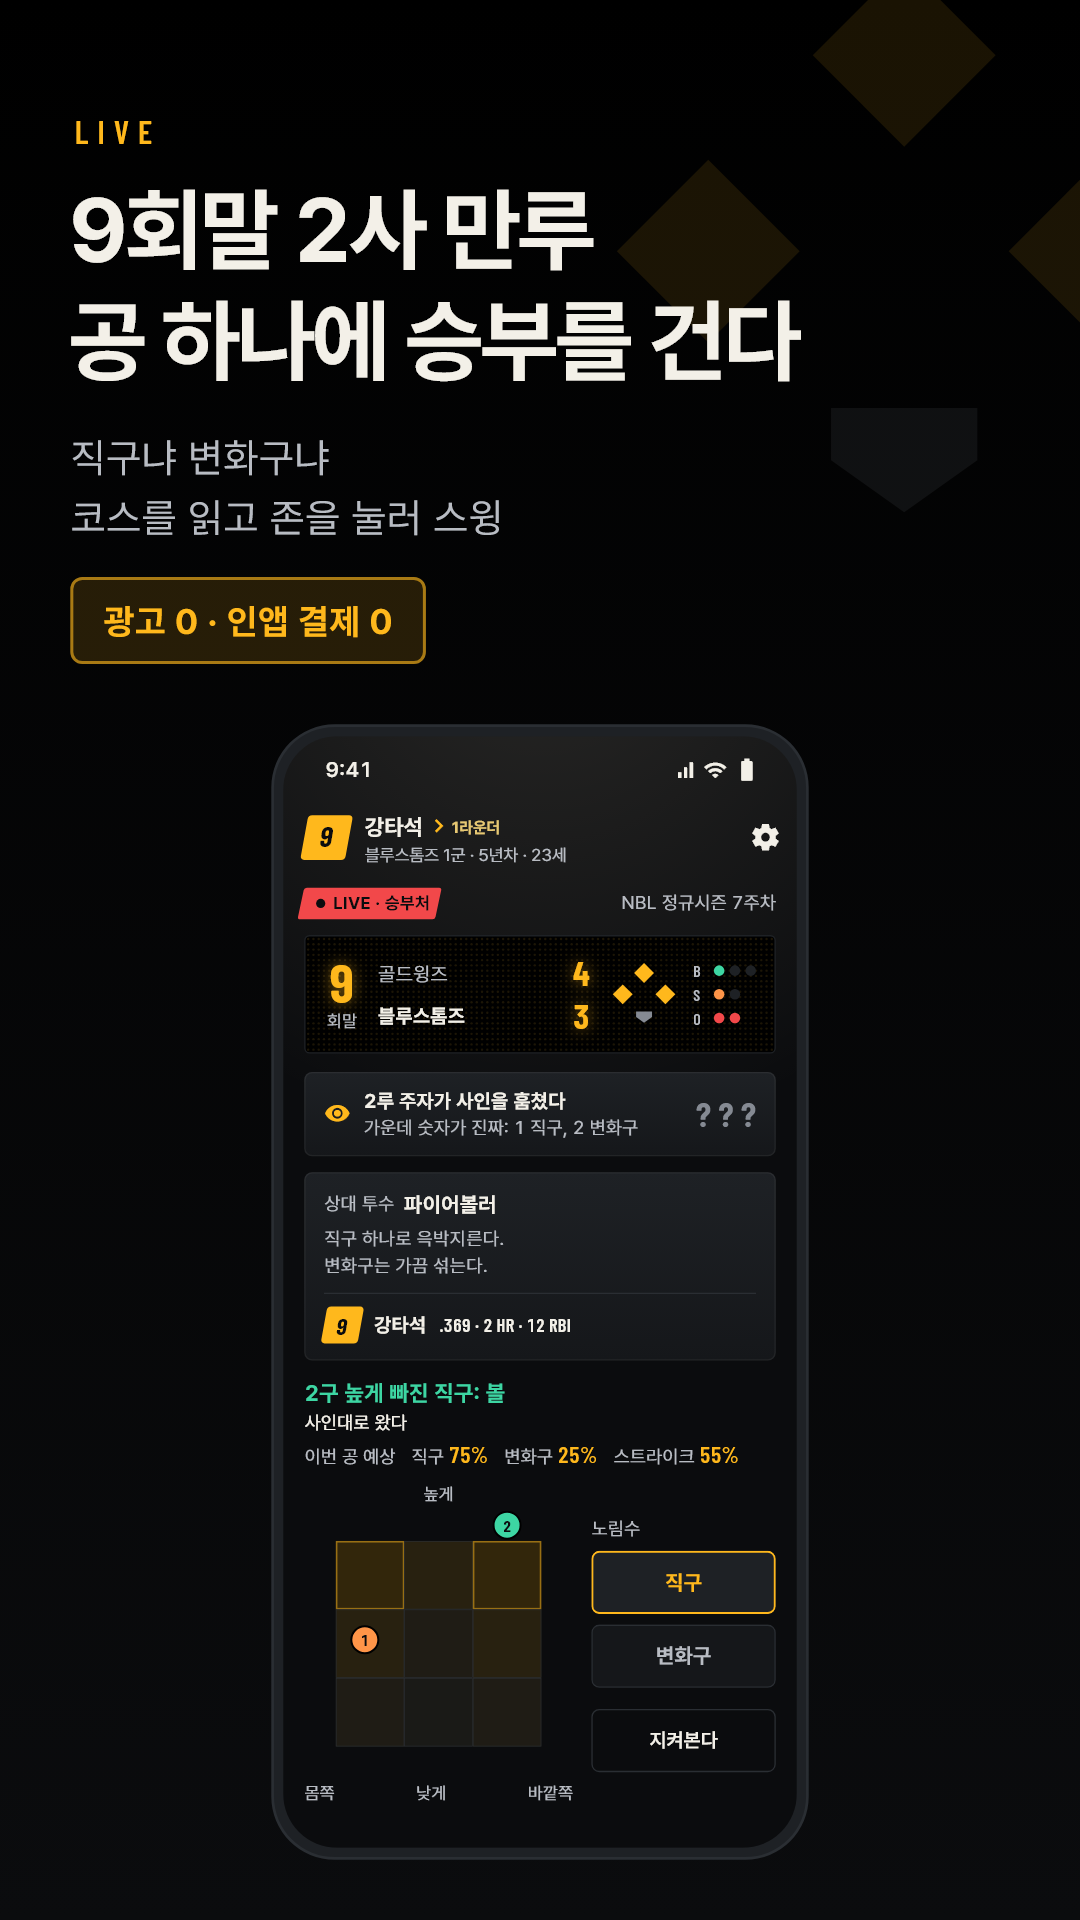 LIVE
9회말 2사 만루
공 하나에 승부를 건다
직구냐 변화구냐
코스를 읽고 존을 눌러 스윙
광고 0 · 인앱 결제 0
9:41
9 강타석 > 1라운더
블루스톰즈 1군 · 5년차 · 23세
LIVE · 승부처 NBL 정규시즌 7주차
9 골드윙즈 4
회말 블루스톰즈 3
B
S
O
2루 주자가 사인을 훔쳤다
가운데 숫자가 진짜: 1 직구, 2 변화구
? ? ?
상대 투수 파이어볼러
직구 하나로 윽박지른다.
변화구는 가끔 섞는다.
9 강타석 .369 · 2 HR · 12 RBI
2구 높게 빠진 직구: 볼
사인대로 왔다
이번 공 예상 직구 75% 변화구 25% 스트라이크 55%
높게
2
1
몸쪽 낮게 바깥쪽
노림수
직구
변화구
지켜본다